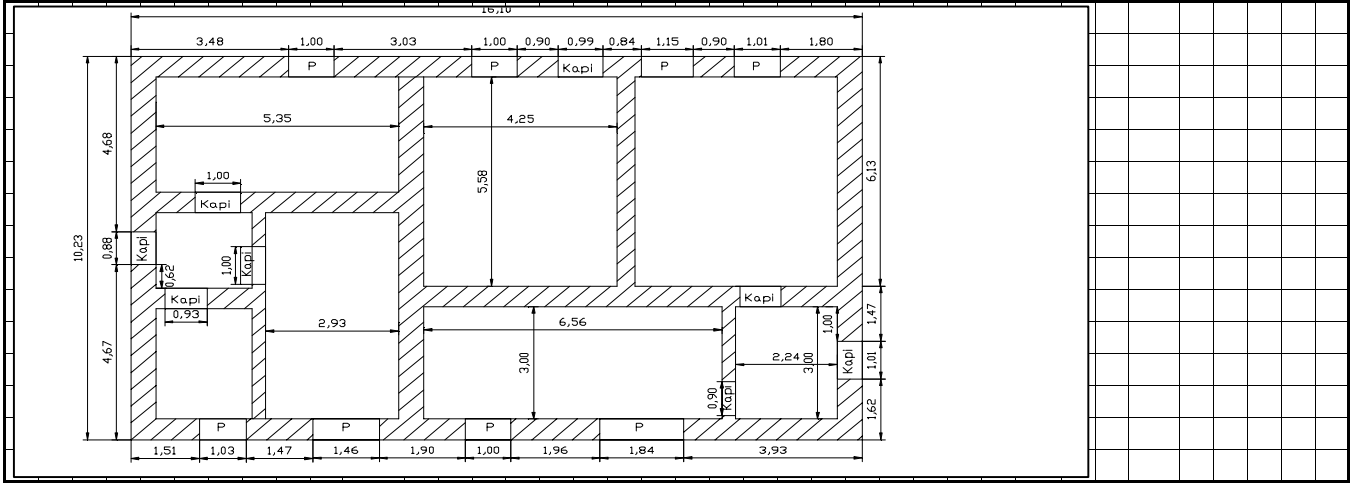 16,10
3,48 1,00 3,03 1,00 0,90 0,99 0,84 1,15 0,90 1,01 1,80
P P Kapi P P
5,35 4,25
4,68
5,58
6,13
1,00
Kapi
10,23
0,88
Kapi
0,62
1,00
Kapi
Kapi
0,93
Kapi
1,47
1,00
2,93 6,56
4,67
3,00
2,24
3,00
Kapi
1,01
0,90
Kapi
1,62
P P P P
1,51 1,03 1,47 1,46 1,90 1,00 1,96 1,84 3,93